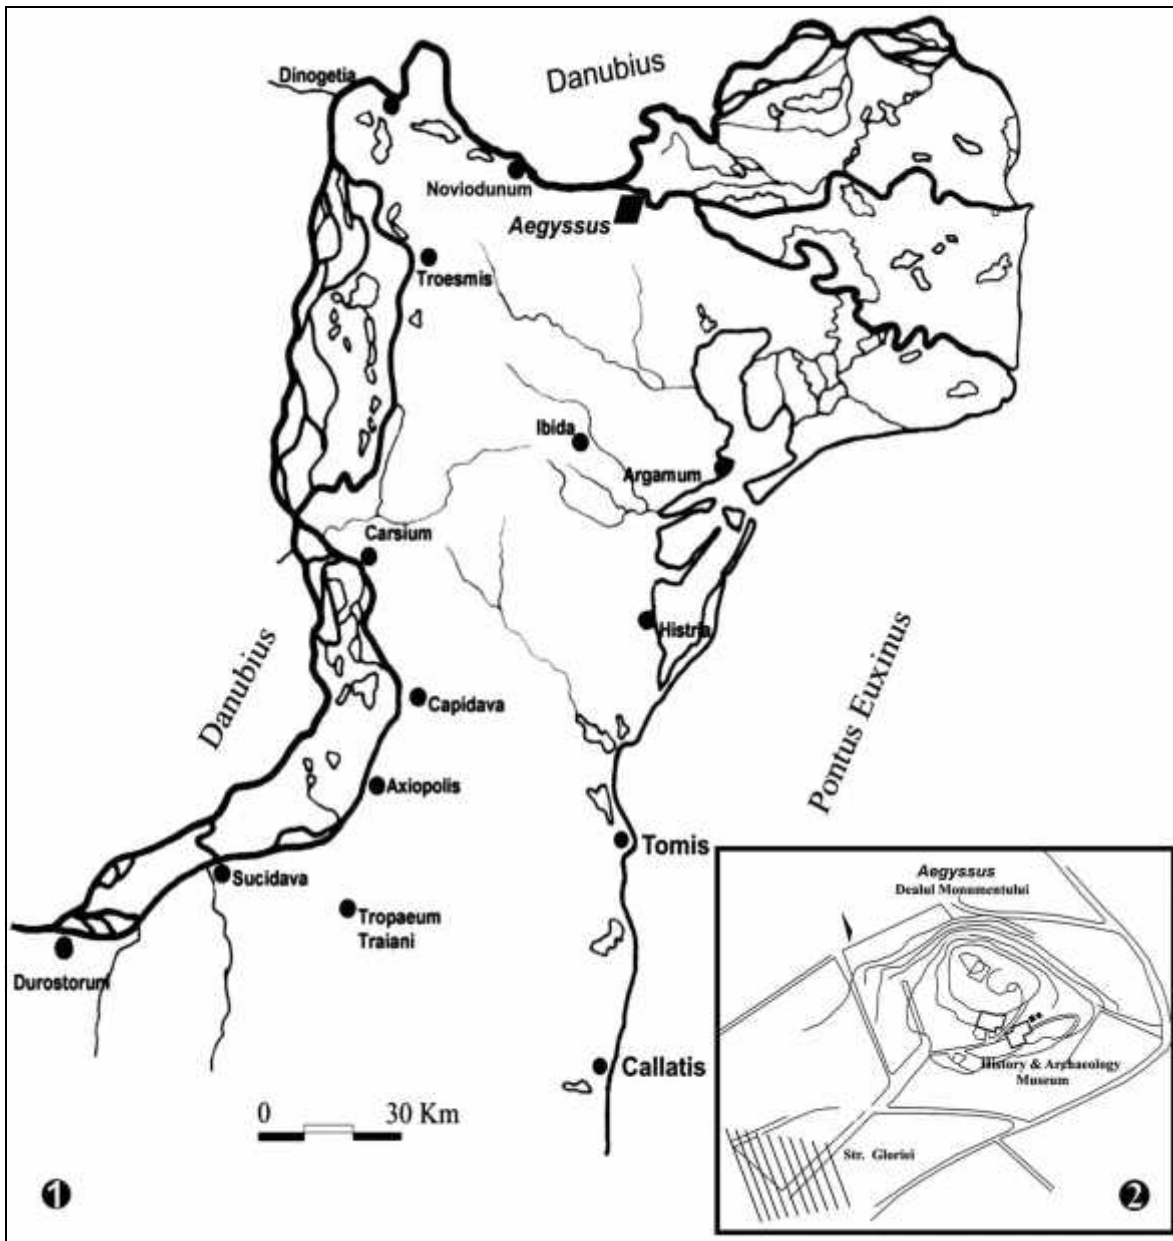 Danubius
Dinogetia
Noviodunum
Aegyssus
Troesmis
Ibida
Argamum
Carsium
Histria
Danubius
Capidava
Pontus Euxinus
Axiopolis
Tomis
Sucidava
Tropaeum
Traiani
Durostorum
Callatis
0 30 Km
1
Aegyssus
Dealul Monumentului
History & Archaeology
Museum
Str. Gloriei
2